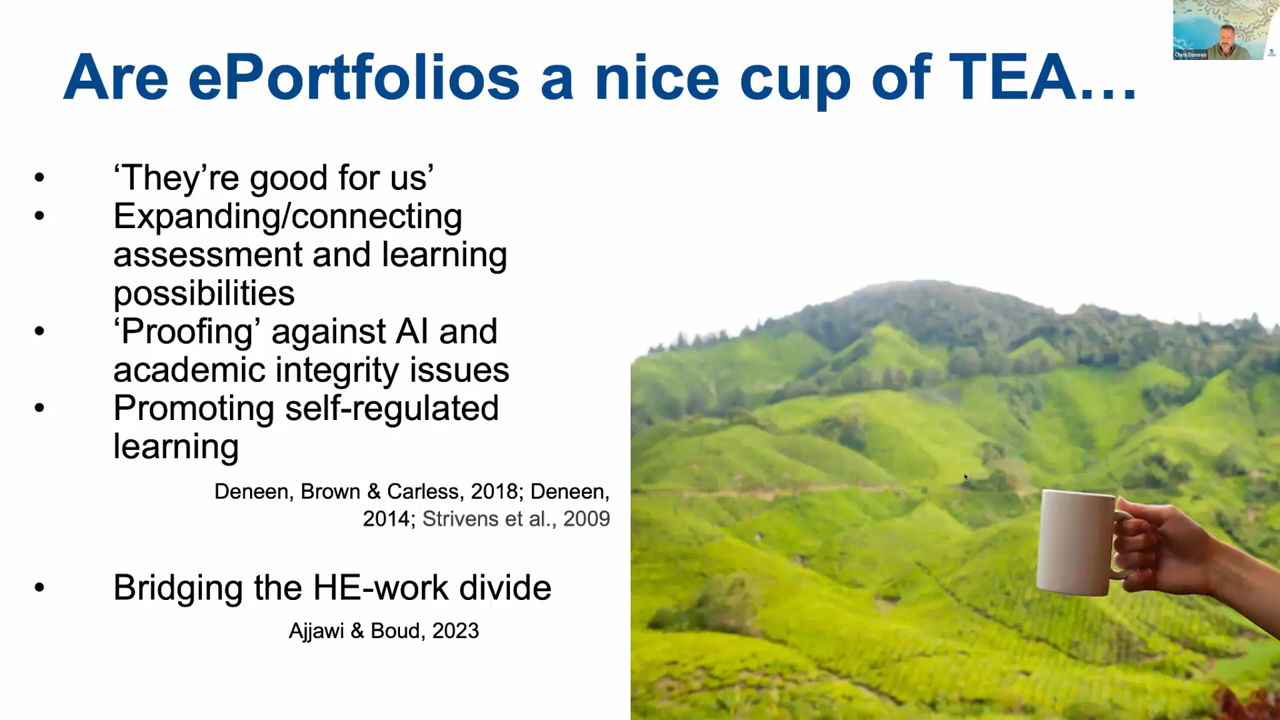 Are ePortfolios a nice cup of TEA…
Chris Deneen
• ‘They’re good for us’
• Expanding/connecting
assessment and learning
possibilities
• ‘Proofing’ against AI and
academic integrity issues
• Promoting self-regulated
learning
Deneen, Brown & Carless, 2018; Deneen,
2014; Strivens et al., 2009
• Bridging the HE-work divide
Ajjawi & Boud, 2023